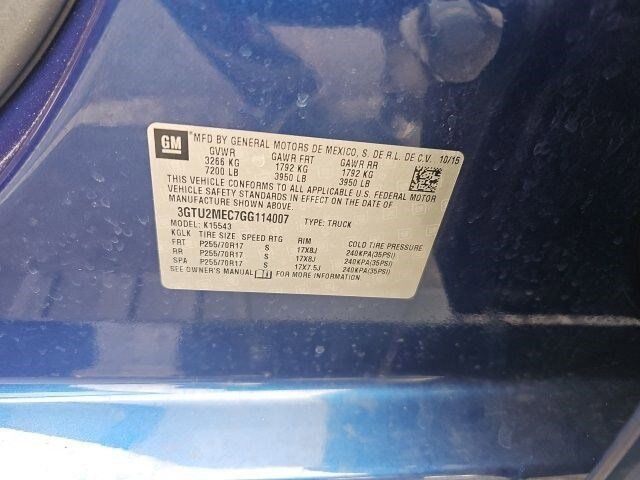 GM
MFD BY GENERAL MOTORS DE MEXICO, S. DE R.L. DE C.V. 10/15
GVWR GAWR FRT GAWR RR
3266 KG 1792 KG 1792 KG
7200 LB 3950 LB 3950 LB
THIS VEHICLE CONFORMS TO ALL APPLICABLE U.S. FEDERAL MOTOR
VEHICLE SAFETY STANDARDS IN EFFECT ON THE DATE OF
MANUFACTURE SHOWN ABOVE.
3GTU2MEC7GG114007 TYPE: TRUCK
MODEL: K15543
KGLK TIRE SIZE SPEED RTG RIM COLD TIRE PRESSURE
FRT P255/70R17 S 17X8J 240KPA(35PSI)
RR P255/70R17 S 17X8J 240KPA(35PSI)
SPA P255/70R17 S 17X7.5J 240KPA(35PSI)
SEE OWNER'S MANUAL FOR MORE INFORMATION.